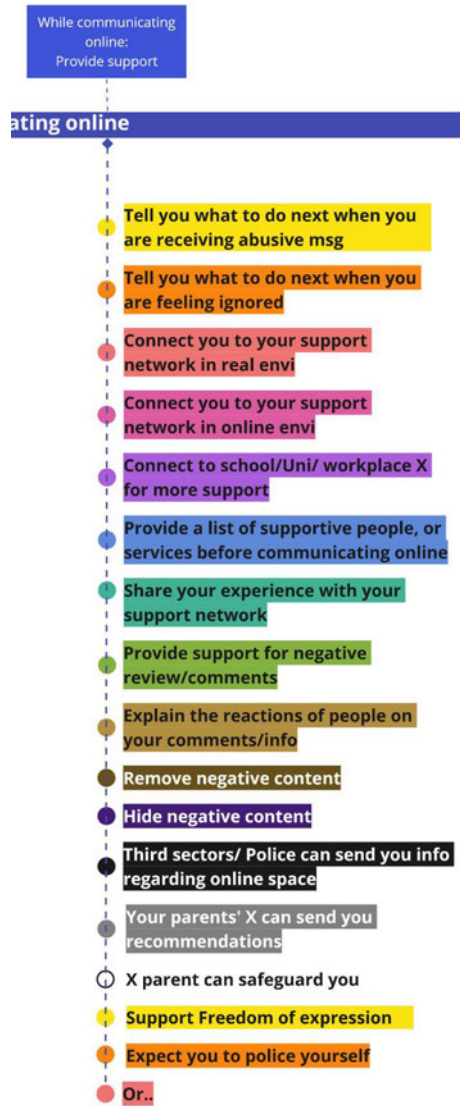 While communicating
online:
Provide support
ating online
Tell you what to do next when you
are receiving abusive msg
Tell you what to do next when you
are feeling ignored
Connect you to your support
network in real envi
Connect you to your support
network in online envi
Connect to school/Uni/ workplace X
for more support
Provide a list of supportive people, or
services before communicating online
Share your experience with your
support network
Provide support for negative
review/comments
Explain the reactions of people on
your comments/info
Remove negative content
Hide negative content
Third sectors/ Police can send you info
regarding online space
Your parents' X can send you
recommendations
X parent can safeguard you
Support Freedom of expression
Expect you to police yourself
Or..